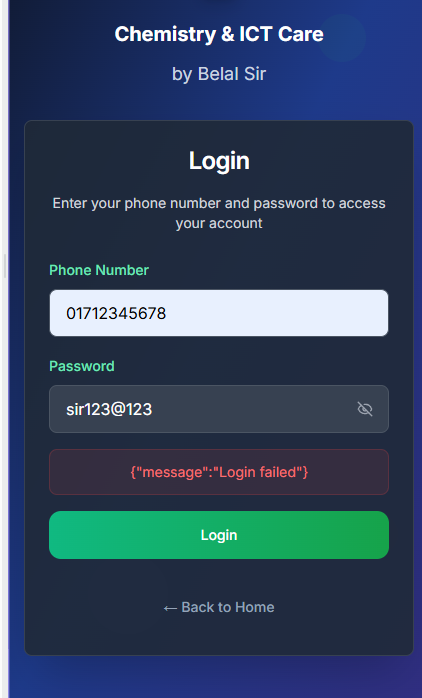 Chemistry & ICT Care
by Belal Sir
Login
Enter your phone number and password to access
your account
Phone Number
01712345678
Password
sir123@123
{"message":"Login failed"}
Login
← Back to Home